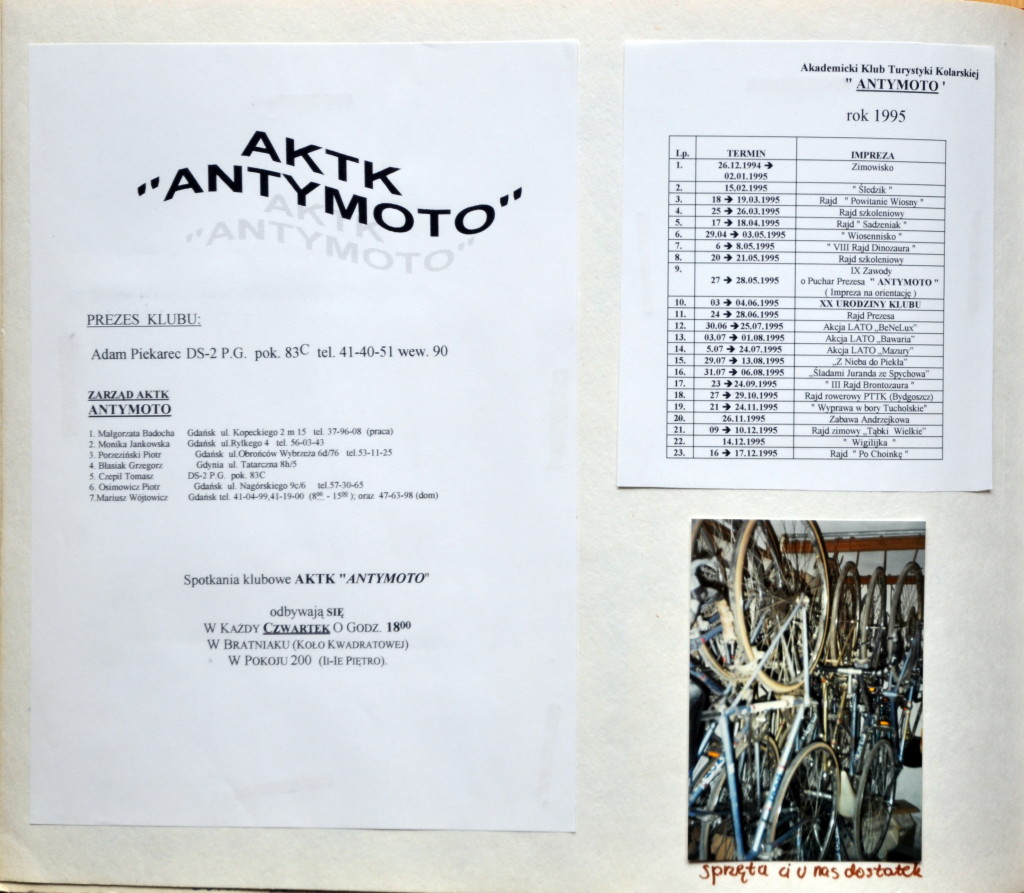 AKTK
"ANTYMOTO"
PREZES KLUBU:
Adam Piekarec DS-2 P.G. pok. 83C tel. 41-40-51 wew. 90
ZARZĄD AKTK
ANTYMOTO
1. Małgorzata Badocha Gdańsk ul. Kopeckiego 2 m 15 tel. 37-96-08 (praca)
2. Monika Jankowska Gdańsk ul.Rylkego 4 tel. 56-03-43
3. Porzeziński Piotr Gdańsk ul.Obrońców Wybrzeża 6d/76 tel.53-11-25
4. Błasiak Grzegorz Gdynia ul. Tatarczna 8h/5
5. Czepil Tomasz DS-2 P.G. pok. 83C
6. Osimowicz Piotr Gdańsk ul. Nagórskiego 9c/6 tel.57-30-65
7.Mariusz Wójtowicz Gdańsk tel. 41-04-99,41-19-00 (8⁰⁰ - 15⁰⁰ ); oraz 47-63-98 (dom)
Spotkania klubowe AKTK "ANTYMOTO"
odbywają SIĘ
W KAŻDY CZWARTEK O GODZ. 18⁰⁰
W BRATNIAKU (KOŁO KWADRATOWEJ)
W POKOJU 200 (II-IE PIĘTRO).
Akademicki Klub Turystyki Kolarskiej
" ANTYMOTO '
rok 1995
Lp. TERMIN IMPREZA
1. 26.12.1994 ➔ Zimowisko
02.01.1995
2. 15.02.1995 " Śledzik "
3. 18 ➔ 19.03.1995 Rajd " Powitanie Wiosny "
4. 25 ➔ 26.03.1995 Rajd szkoleniowy
5. 17 ➔ 18.04.1995 Rajd " Sadzeniak "
6. 29.04 ➔ 03.05.1995 " Wiosennisko "
7. 6 ➔ 8.05.1995 " VIII Rajd Dinozaura "
8. 20 ➔ 21.05.1995 Rajd szkoleniowy
9. IX Zawody
27 ➔ 28.05.1995 o Puchar Prezesa " ANTYMOTO "
( Impreza na orientację )
10. 03 ➔ 04.06.1995 XX URODZINY KLUBU
11. 24 ➔ 28.06.1995 Rajd Prezesa
12. 30.06 ➔25.07.1995 Akcja LATO „BeNeLux”
13. 03.07 ➔ 01.08.1995 Akcja LATO „Bawaria”
14. 5.07 ➔ 24.07.1995 Akcja LATO „Mazury”
15. 29.07 ➔ 13.08.1995 „Z Nieba do Piekła”
16. 31.07 ➔ 06.08.1995 „Śladami Juranda ze Spychowa”
17. 23 ➔24.09.1995 " III Rajd Brontozaura "
18. 27 ➔ 29.10.1995 Rajd rowerowy PTTK (Bydgoszcz)
19. 21 ➔ 24.11.1995 " Wyprawa w bory Tucholskie"
20. 26.11.1995 Zabawa Andrzejkowa
21. 09 ➔ 10.12.1995 Rajd zimowy „Tąbki Wielkie”
22. 14.12.1995 " Wigilijka "
23. 16 ➔ 17.12.1995 Rajd " Po Choinkę "
sprzęta ci u nas dostatek